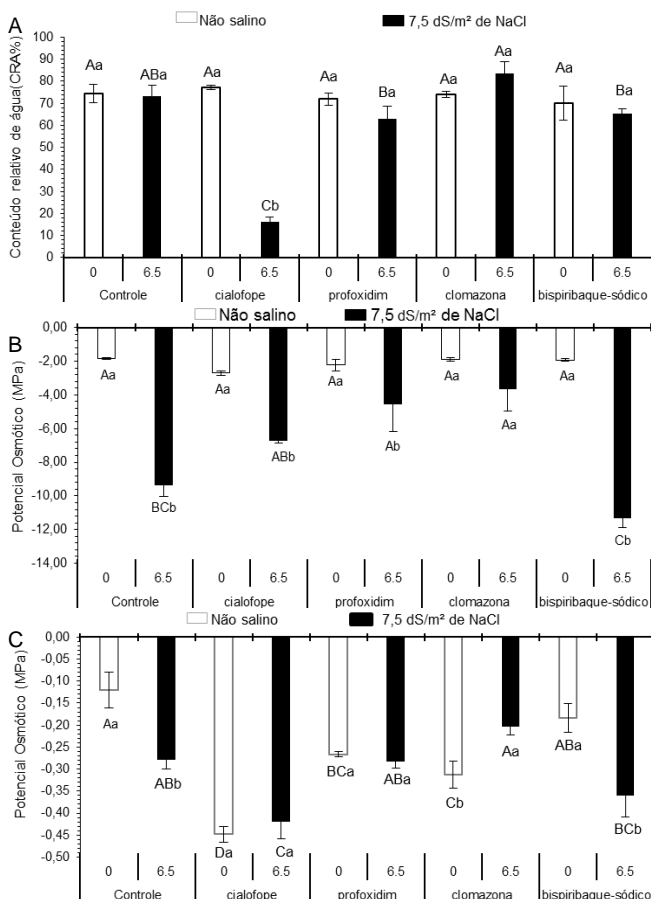 A
Não salino
7,5 dS/m² de NaCl
Conteúdo relativo de água(CRA%)
100
90
80
70
60
50
40
30
20
10
0
Aa
ABa
Aa
Cb
Aa
Ba
Aa
Aa
Aa
Ba
0 6.5 0 6.5 0 6.5 0 6.5 0 6.5
Controle cialofope profoxidim clomazona bispiribaque-sódico
B
Não salino
7,5 dS/m² de NaCl
Potencial Osmótico (MPa)
0,00
-2,00
-4,00
-6,00
-8,00
-10,00
-12,00
-14,00
Aa
BCb
Aa
ABb
Aa
Ab
Aa
Aa
Aa
Cb
0 6.5 0 6.5 0 6.5 0 6.5 0 6.5
Controle cialofope profoxidim clomazona bispiribaque-sódico
C
Não salino
7,5 dS/m² de NaCl
Potencial Osmótico (MPa)
0,00
-0,05
-0,10
-0,15
-0,20
-0,25
-0,30
-0,35
-0,40
-0,45
-0,50
Aa
ABb
Da
Ca
BCa
ABa
Cb
Aa
ABa
BCb
0 6.5 0 6.5 0 6.5 0 6.5 0 6.5
Controle cialofope profoxidim clomazona bispiribaque-sódico